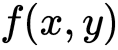 f(x, y)